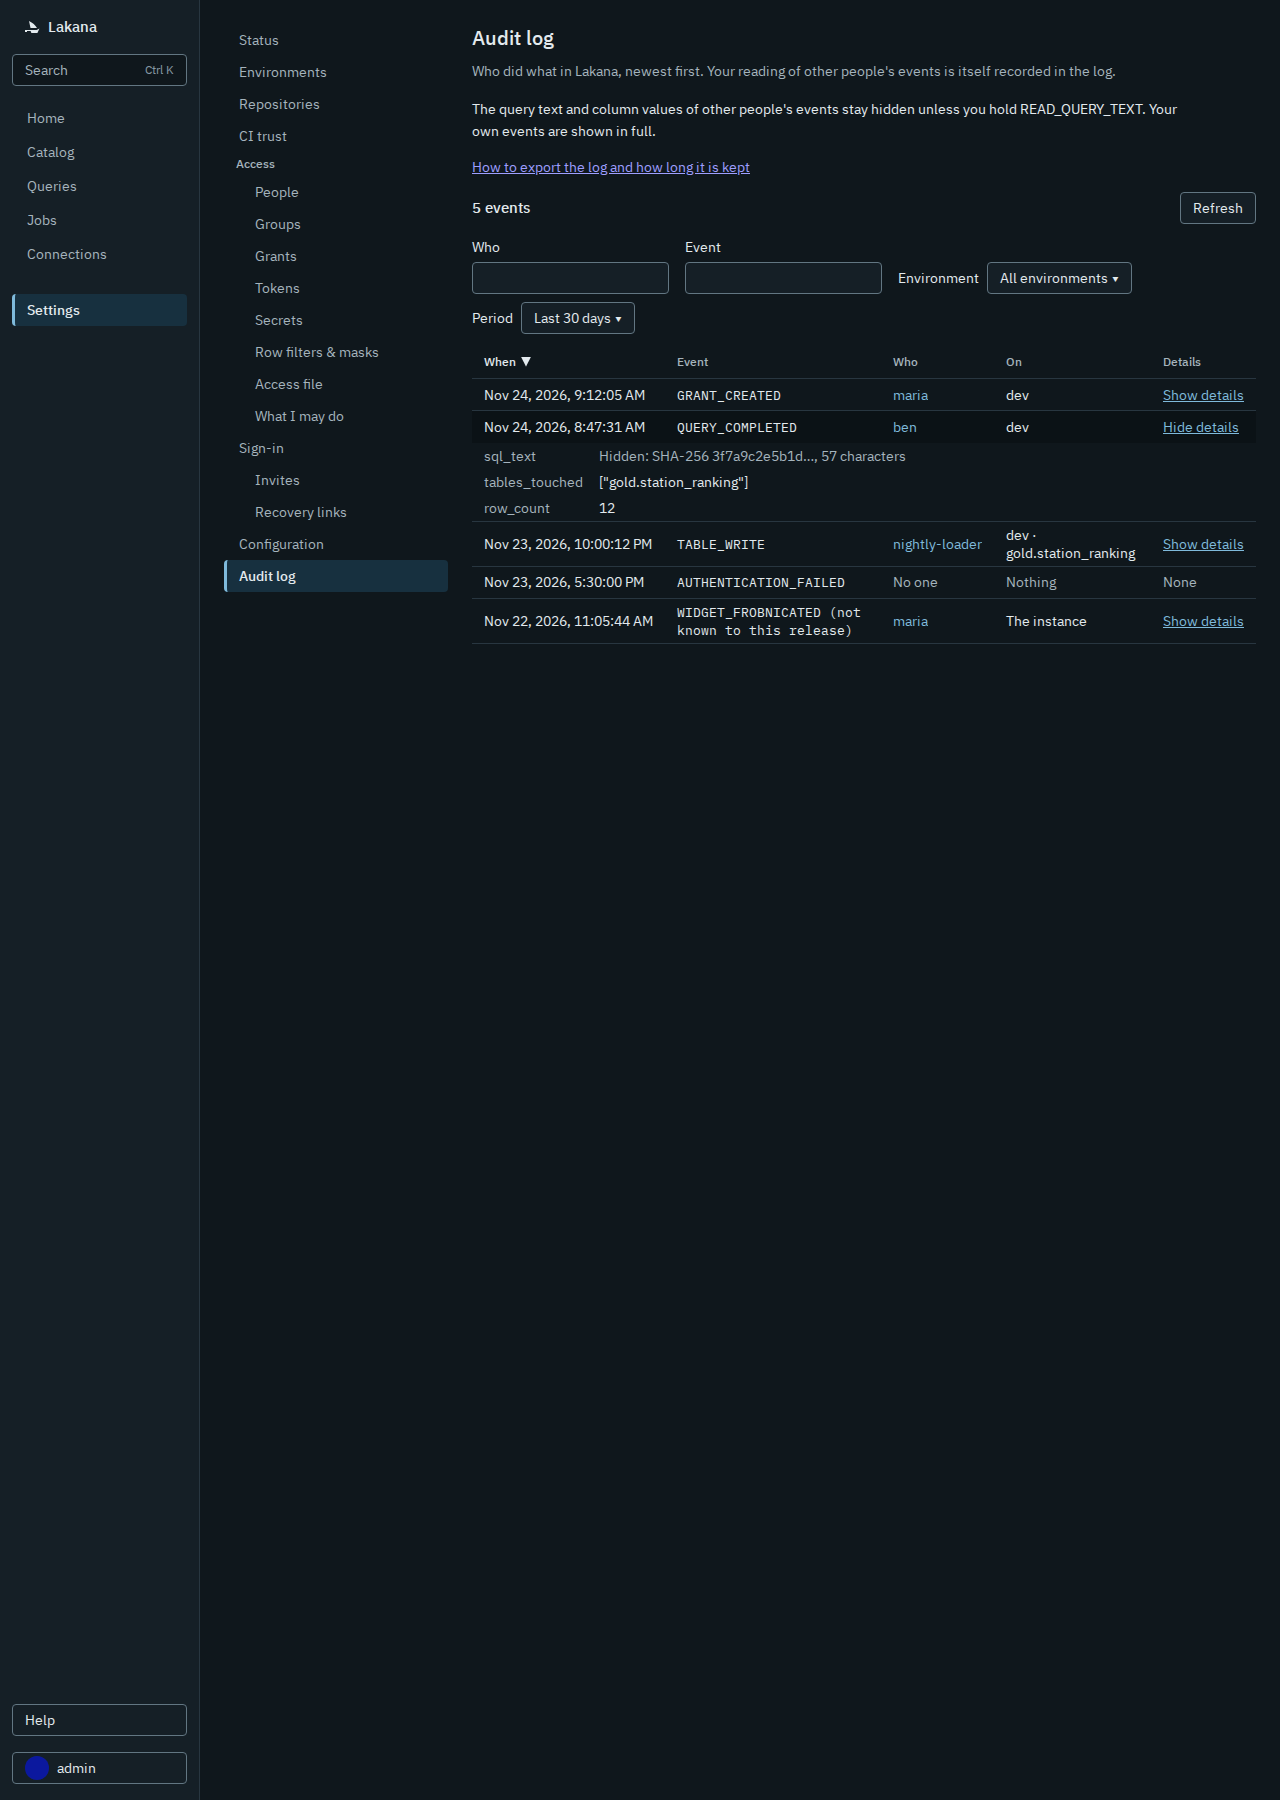 Lakana
Search Ctrl K
Home
Catalog
Queries
Jobs
Connections
Settings
Help
admin
Status
Environments
Repositories
CI trust
Access
People
Groups
Grants
Tokens
Secrets
Row filters & masks
Access file
What I may do
Sign-in
Invites
Recovery links
Configuration
Audit log
Audit log
Who did what in Lakana, newest first. Your reading of other people's events is itself recorded in the log.
The query text and column values of other people's events stay hidden unless you hold READ_QUERY_TEXT. Your
own events are shown in full.
How to export the log and how long it is kept
5 events Refresh
Who Event
Environment All environments ▾
Period Last 30 days ▾
When ▼ Event Who On Details
Nov 24, 2026, 9:12:05 AM GRANT_CREATED maria dev Show details
Nov 24, 2026, 8:47:31 AM QUERY_COMPLETED ben dev Hide details
sql_text Hidden: SHA-256 3f7a9c2e5b1d…, 57 characters
tables_touched ["gold.station_ranking"]
row_count 12
Nov 23, 2026, 10:00:12 PM TABLE_WRITE nightly-loader dev ·
gold.station_ranking Show details
Nov 23, 2026, 5:30:00 PM AUTHENTICATION_FAILED No one Nothing None
Nov 22, 2026, 11:05:44 AM WIDGET_FROBNICATED (not
known to this release) maria The instance Show details